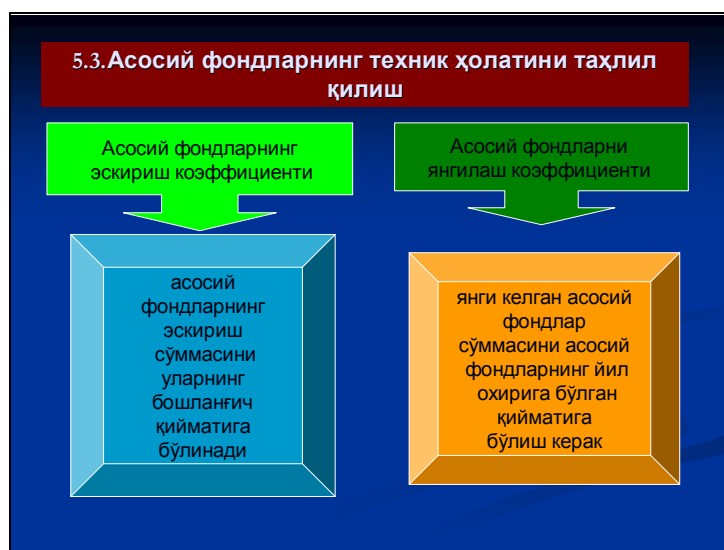 5.3.Асосий фондларнинг техник ҳолатини таҳлил
қилиш
Асосий фондларнинг
эскириш коэффициенти
Асосий фондларни
янгилаш коэффициенти
асосий
фондларнинг
эскириш
сўммасини
уларнинг
бошланғич
қийматига
бўлинади
янги келган асосий
фондлар
сўммасини асосий
фондларнинг йил
охирига бўлган
қийматига
бўлиш керак